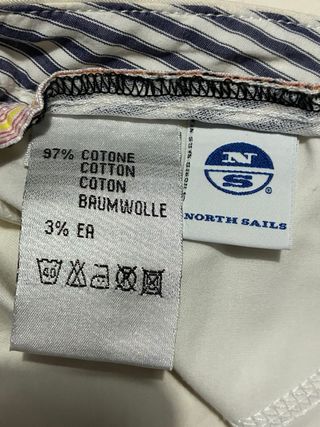 97% COTONE
COTTON
COTON
BAUMWOLLE
3% EA
40
N
S
®
NORTH SAILS